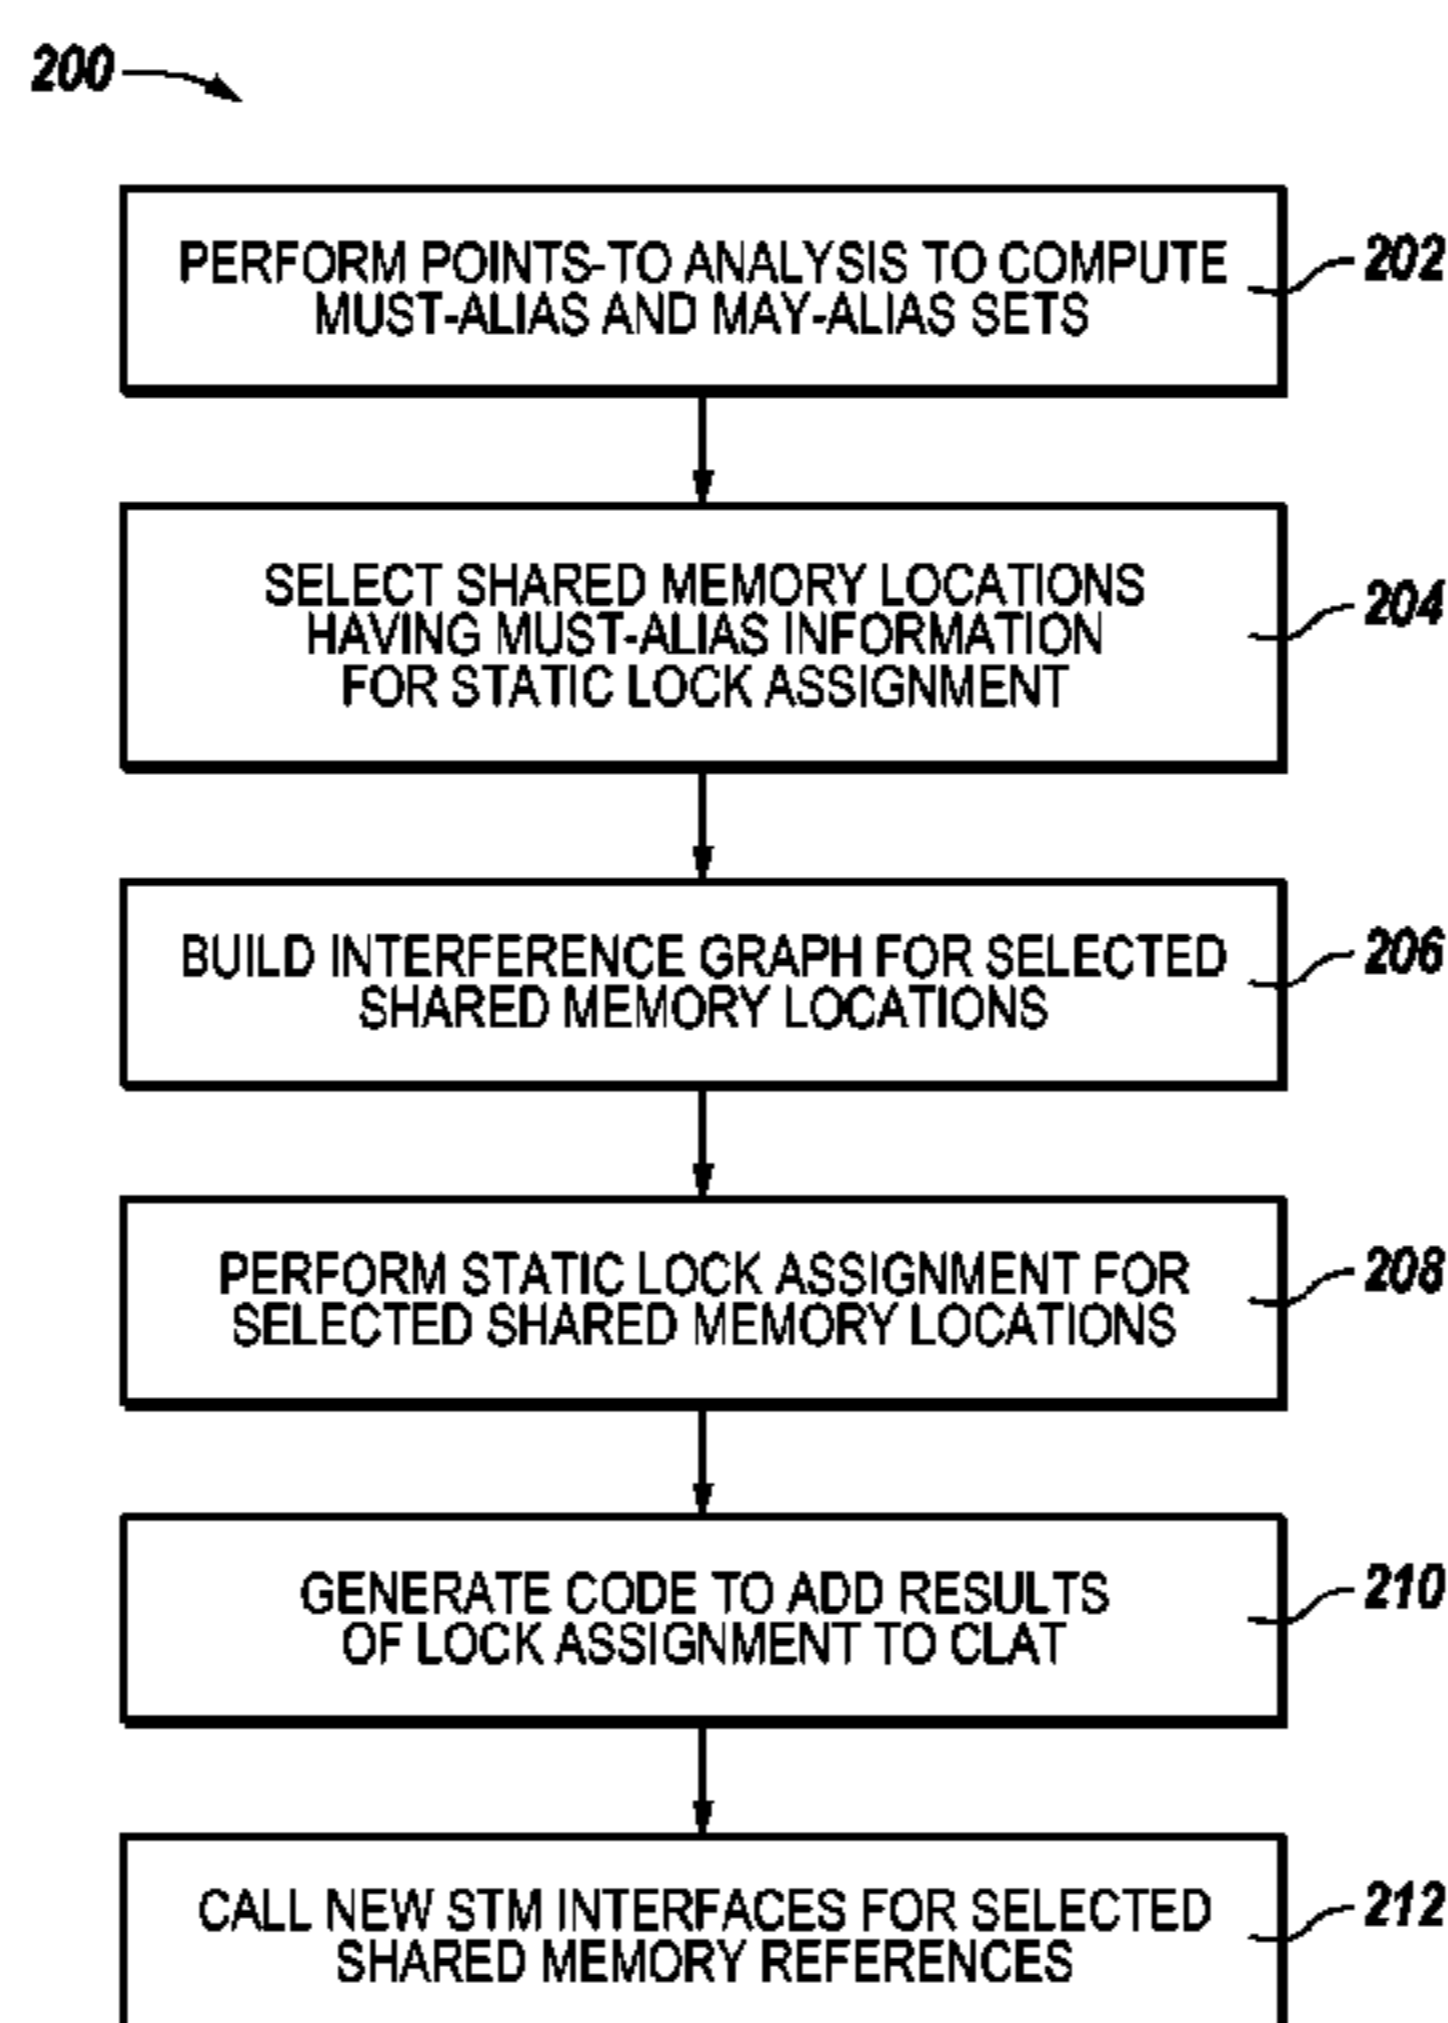 200
PERFORM POINTS-TO ANALYSIS TO COMPUTE
MUST-ALIAS AND MAY-ALIAS SETS
202
SELECT SHARED MEMORY LOCATIONS
HAVING MUST-ALIAS INFORMATION
FOR STATIC LOCK ASSIGNMENT
204
BUILD INTERFERENCE GRAPH FOR SELECTED
SHARED MEMORY LOCATIONS
206
PERFORM STATIC LOCK ASSIGNMENT FOR
SELECTED SHARED MEMORY LOCATIONS
208
GENERATE CODE TO ADD RESULTS
OF LOCK ASSIGNMENT TO CLAT
210
CALL NEW STM INTERFACES FOR SELECTED
SHARED MEMORY REFERENCES
212